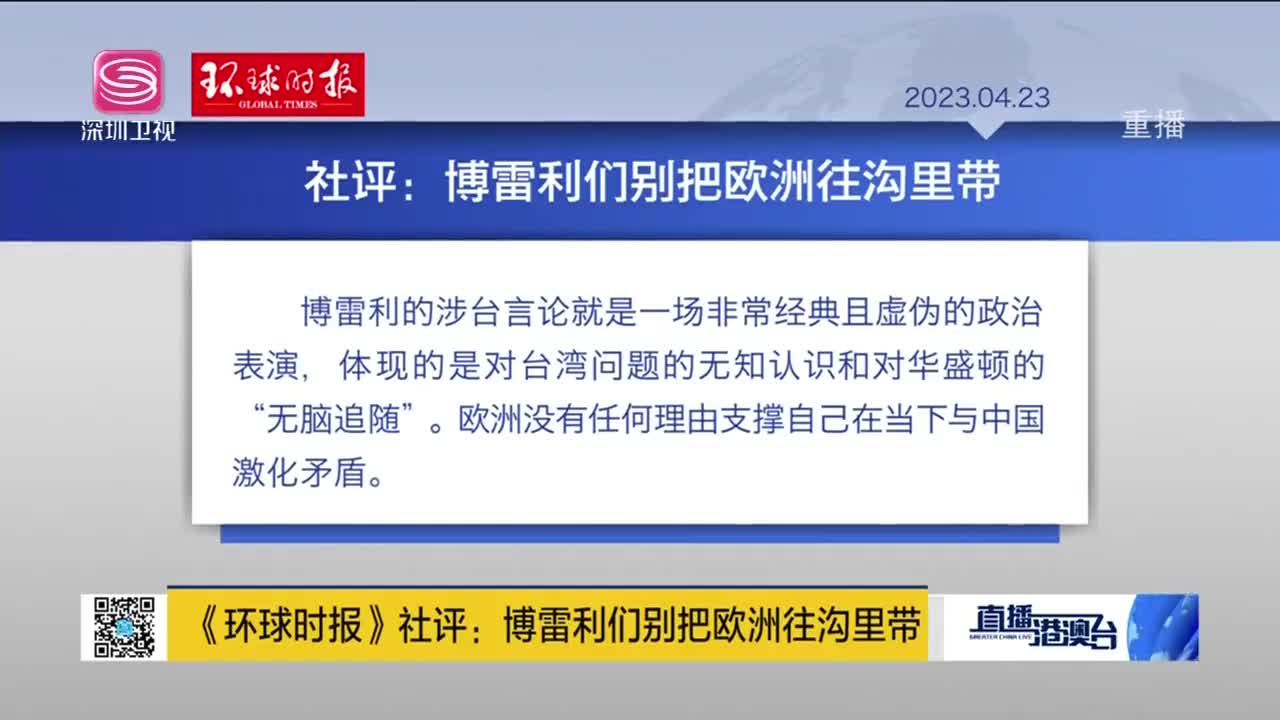 深圳卫视
环球时报
GLOBAL TIMES
2023.04.23
重播
社评：博雷利们别把欧洲往沟里带
博雷利的涉台言论就是一场非常经典且虚伪的政治
表演，体现的是对台湾问题的无知认识和对华盛顿的
“无脑追随”。欧洲没有任何理由支撑自己在当下与中国
激化矛盾。
《环球时报》社评：博雷利们别把欧洲往沟里带
直播港澳台
GREATER CHINA LIVE